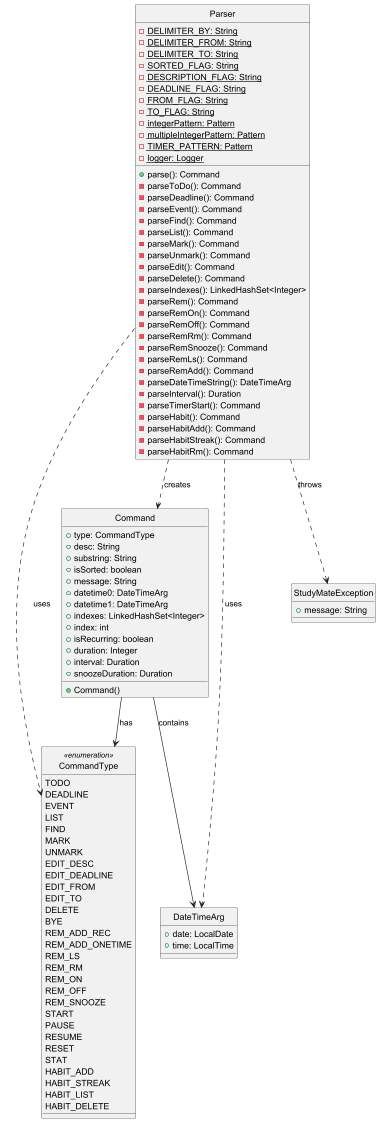 Parser
DELIMITER_BY: String
DELIMITER_FROM: String
DELIMITER_TO: String
SORTED_FLAG: String
DESCRIPTION_FLAG: String
DEADLINE_FLAG: String
FROM_FLAG: String
TO_FLAG: String
integerPattern: Pattern
multipleIntegerPattern: Pattern
TIMER_PATTERN: Pattern
logger: Logger
parse(): Command
parseToDo(): Command
parseDeadline(): Command
parseEvent(): Command
parseFind(): Command
parseList(): Command
parseMark(): Command
parseUnmark(): Command
parseEdit(): Command
parseDelete(): Command
parseIndexes(): LinkedHashSet<Integer>
parseRem(): Command
parseRemOn(): Command
parseRemOff(): Command
parseRemRm(): Command
parseRemSnooze(): Command
parseRemLs(): Command
parseRemAdd(): Command
parseDateTimeString(): DateTimeArg
parseInterval(): Duration
parseTimerStart(): Command
parseHabit(): Command
parseHabitAdd(): Command
parseHabitStreak(): Command
parseHabitRm(): Command
creates
throws
Command
type: CommandType
desc: String
substring: String
isSorted: boolean
message: String
datetime0: DateTimeArg
datetime1: DateTimeArg
indexes: LinkedHashSet<Integer>
index: int
isRecurring: boolean
duration: Integer
interval: Duration
snoozeDuration: Duration
Command()
StudyMateException
message: String
uses
uses
has
contains
«enumeration»
CommandType
TODO
DEADLINE
EVENT
LIST
FIND
MARK
UNMARK
EDIT_DESC
EDIT_DEADLINE
EDIT_FROM
EDIT_TO
DELETE
BYE
REM_ADD_REC
REM_ADD_ONETIME
REM_LS
REM_RM
REM_ON
REM_OFF
REM_SNOOZE
START
PAUSE
RESUME
RESET
STAT
HABIT_ADD
HABIT_STREAK
HABIT_LIST
HABIT_DELETE
DateTimeArg
date: LocalDate
time: LocalTime